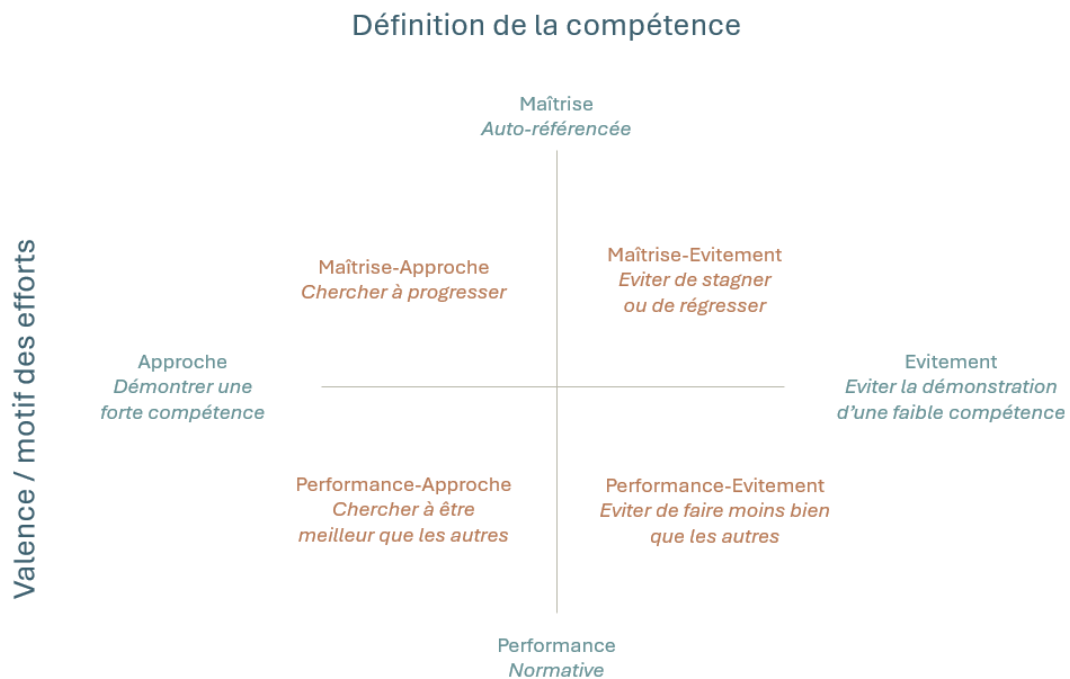 Définition de la compétence
Maîtrise
Auto-référencée
Valence / motif des efforts
Maîtrise-Approche
Chercher à progresser
Maîtrise-Evitement
Eviter de stagner
ou de régresser
Approche
Démontrer une
forte compétence
Evitement
Eviter la démonstration
d’une faible compétence
Performance-Approche
Chercher à être
meilleur que les autres
Performance-Evitement
Eviter de faire moins bien
que les autres
Performance
Normative